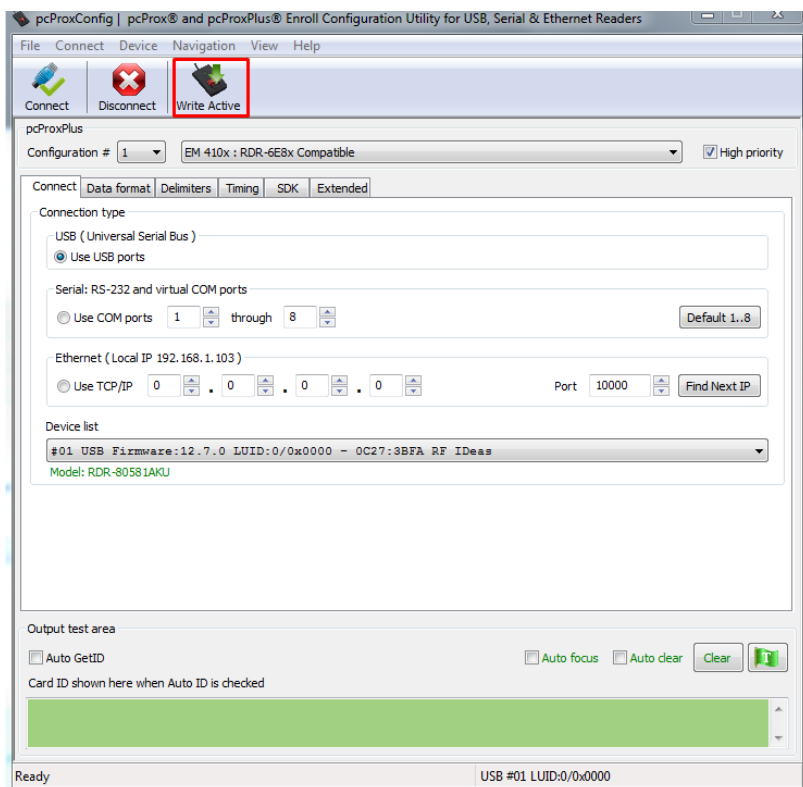 pcProxConfig | pcProx® and pcProxPlus® Enroll Configuration Utility for USB, Serial & Ethernet Readers
File Connect Device Navigation View Help
Connect Disconnect Write Active
pcProxPlus
Configuration # 1 EM 410x : RDR-6E8x Compatible High priority
Connect Data format Delimiters Timing SDK Extended
Connection type
USB ( Universal Serial Bus )
Use USB ports
Serial: RS-232 and virtual COM ports
Use COM ports 1 through 8 Default 1..8
Ethernet ( Local IP 192.168.1.103 )
Use TCP/IP 0 . 0 . 0 . 0 Port 10000 Find Next IP
Device list
#01 USB Firmware:12.7.0 LUID:0/0x0000 - 0C27:3BFA RF IDeas
Model: RDR-80581AKU
Output test area
Auto GetID Auto focus Auto clear Clear T
Card ID shown here when Auto ID is checked
Ready USB #01 LUID:0/0x0000